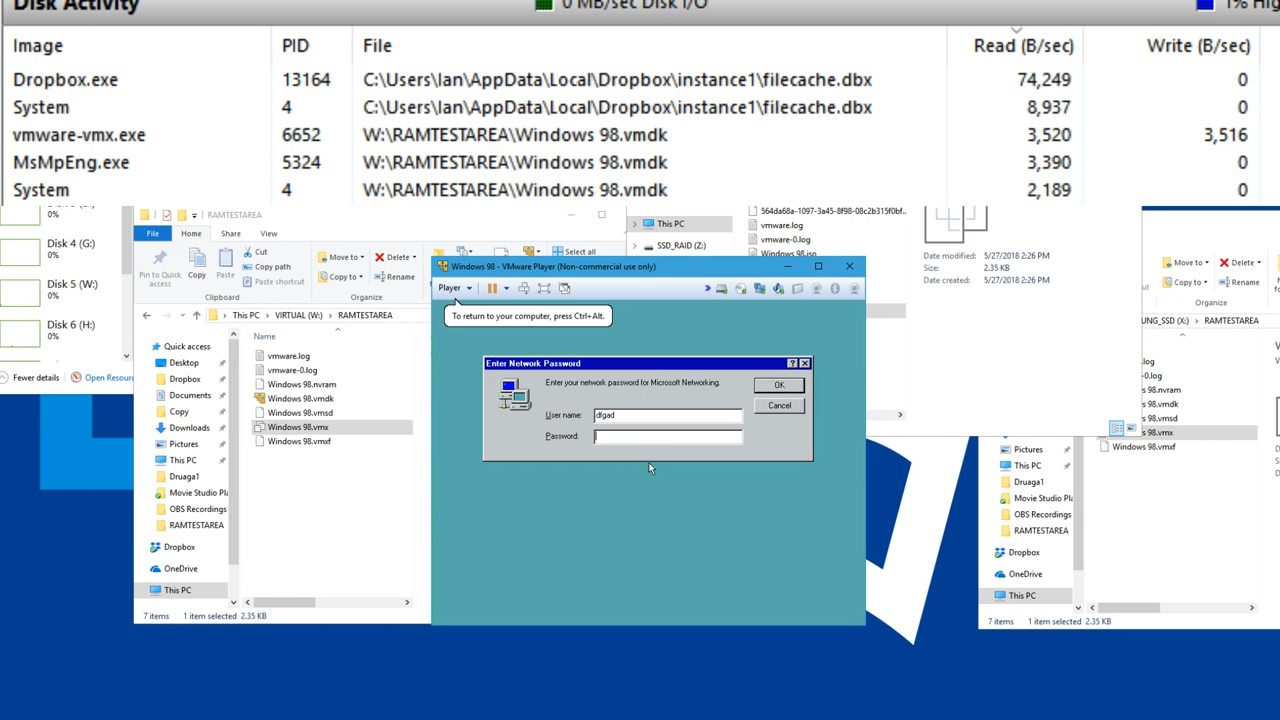 Disk Activity
0 MB/sec Disk I/O
Image PID File Read (B/sec) Write (B/sec)
Dropbox.exe 13164 C:\Users\Ian\AppData\Local\Dropbox\instance1\filecache.dbx 74,249 0
System 4 C:\Users\Ian\AppData\Local\Dropbox\instance1\filecache.dbx 8,937 0
vmware-vmx.exe 6652 W:\RAMTESTAREA\Windows 98.vmdk 3,520 3,516
MsMpEng.exe 5324 W:\RAMTESTAREA\Windows 98.vmdk 3,390 0
System 4 W:\RAMTESTAREA\Windows 98.vmdk 2,189 0
0%
Disk 4 (G:)
0%
Disk 5 (W:)
0%
Disk 6 (H:)
0%
Fewer details
RAMTESTAREA
File Home Share View
Pin to Quick access
Copy
Paste
Cut
Copy path
Paste shortcut
Move to
Copy to
Delete
Rename
Select all
Clipboard
Organize
This PC > VIRTUAL (W:) > RAMTESTAREA
Quick access
Desktop
Dropbox
Documents
Copy
Downloads
Pictures
This PC
Druaga1
OBS Recordings
RAMTESTAREA
Dropbox
OneDrive
This PC
Name
vmware.log
vmware-0.log
Windows 98.nvram
Windows 98.vmdk
Windows 98.vmsd
Windows 98.vmx
Windows 98.vmxf
7 items 1 item selected 2.35 KB
This PC
SSD_RAID (Z:)
564da68a-1097-3a45-8f98-08c2b315f0bf..
vmware.log
vmware-0.log
Windows 98.iso
Date modified: 5/27/2018 2:26 PM
Size: 2.35 KB
Date created: 5/27/2018 2:26 PM
Windows 98 - VMware Player (Non-commercial use only)
Player
To return to your computer, press Ctrl+Alt.
Enter Network Password
Enter your network password for Microsoft Networking.
User name: dfgad
Password:
OK
Cancel
Move to
Copy to
Delete
Rename
Organize
(X:) > RAMTESTAREA
Pictures
This PC
Druaga1
OBS Recordings
RAMTESTAREA
Dropbox
OneDrive
This PC
Windows 98.vmxf
7 items 1 item selected 2.35 KB